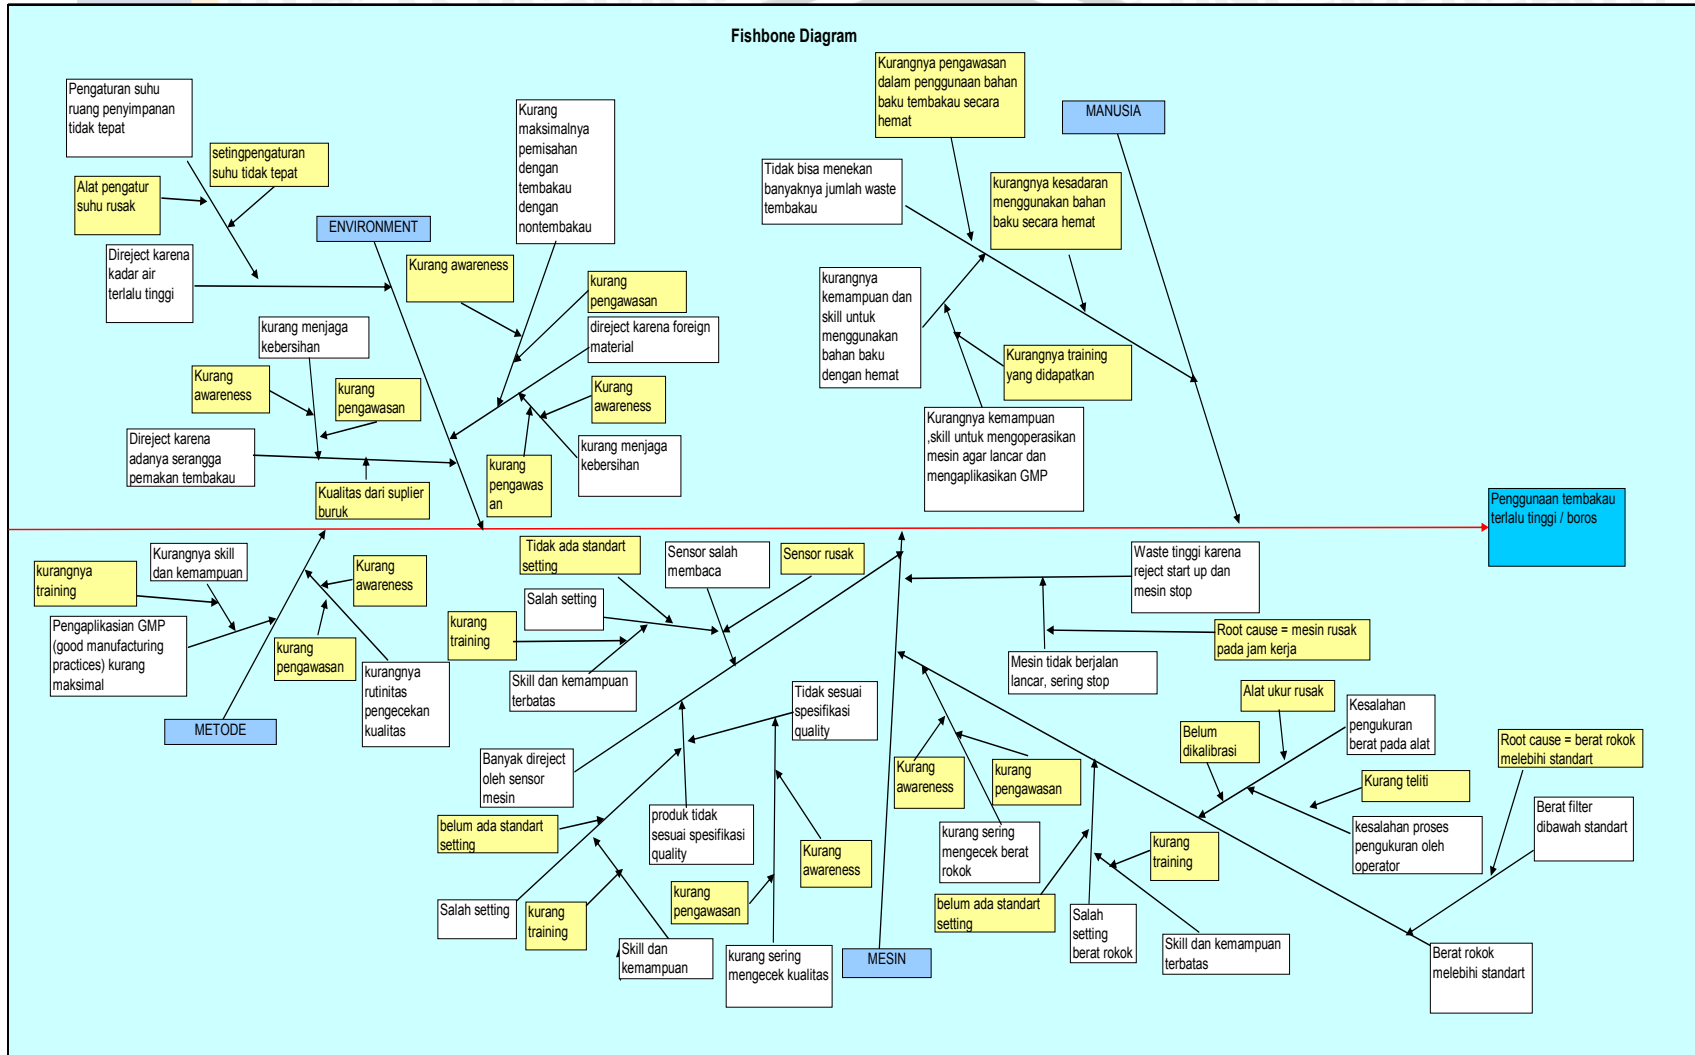 Fishbone Diagram
Pengaturan suhu
ruang penyimpanan
tidak tepat
setingpengaturan
suhu tidak tepat
Alat pengatur
suhu rusak
ENVIRONMENT
Direject karena
kadar air
terlalu tinggi
Kurang
maksimalnya
pemisahan
dengan
tembakau
dengan
nontembakau
Kurang awareness
kurang
pengawasan
direject karena foreign
material
kurang menjaga
kebersihan
Kurang
awareness
kurang
pengawasan
Kurang
awareness
Direject karena
adanya serangga
pemakan tembakau
kurang menjaga
kebersihan
kurang
pengawas
an
Kualitas dari suplier
buruk
Kurangnya pengawasan
dalam penggunaan bahan
baku tembakau secara
hemat
MANUSIA
Tidak bisa menekan
banyaknya jumlah waste
tembakau
kurangnya kesadaran
menggunakan bahan
baku secara hemat
kurangnya
kemampuan dan
skill untuk
menggunakan
bahan baku
dengan hemat
Kurangnya training
yang didapatkan
Kurangnya kemampuan
,skill untuk mengoperasikan
mesin agar lancar dan
mengaplikasikan GMP
Penggunaan tembakau
terlalu tinggi / boros
Kurangnya skill
dan kemampuan
kurangnya
training
Kurang
awareness
Pengaplikasian GMP
(good manufacturing
practices) kurang
maksimal
kurang
pengawasan
kurangnya
rutinitas
pengecekan
kualitas
METODE
Tidak ada standart
setting
Sensor salah
membaca
Sensor rusak
Salah setting
kurang
training
Skill dan kemampuan
terbatas
Tidak sesuai
spesifikasi
quality
Banyak direject
oleh sensor
mesin
produk tidak
sesuai spesifikasi
quality
belum ada standart
setting
Kurang
awareness
kurang
pengawasan
Salah setting
kurang
training
Skill dan
kemampuan
kurang sering
mengecek kualitas
MESIN
Waste tinggi karena
reject start up dan
mesin stop
Root cause = mesin rusak
pada jam kerja
Mesin tidak berjalan
lancar, sering stop
Alat ukur rusak
Kesalahan
pengukuran
berat pada alat
Belum
dikalibrasi
Root cause = berat rokok
melebihi standart
Kurang
awareness
kurang
pengawasan
Kurang teliti
Berat filter
dibawah standart
kurang sering
mengecek berat
rokok
kesalahan proses
pengukuran oleh
operator
kurang
training
belum ada standart
setting
Salah
setting
berat rokok
Skill dan kemampuan
terbatas
Berat rokok
melebihi standart